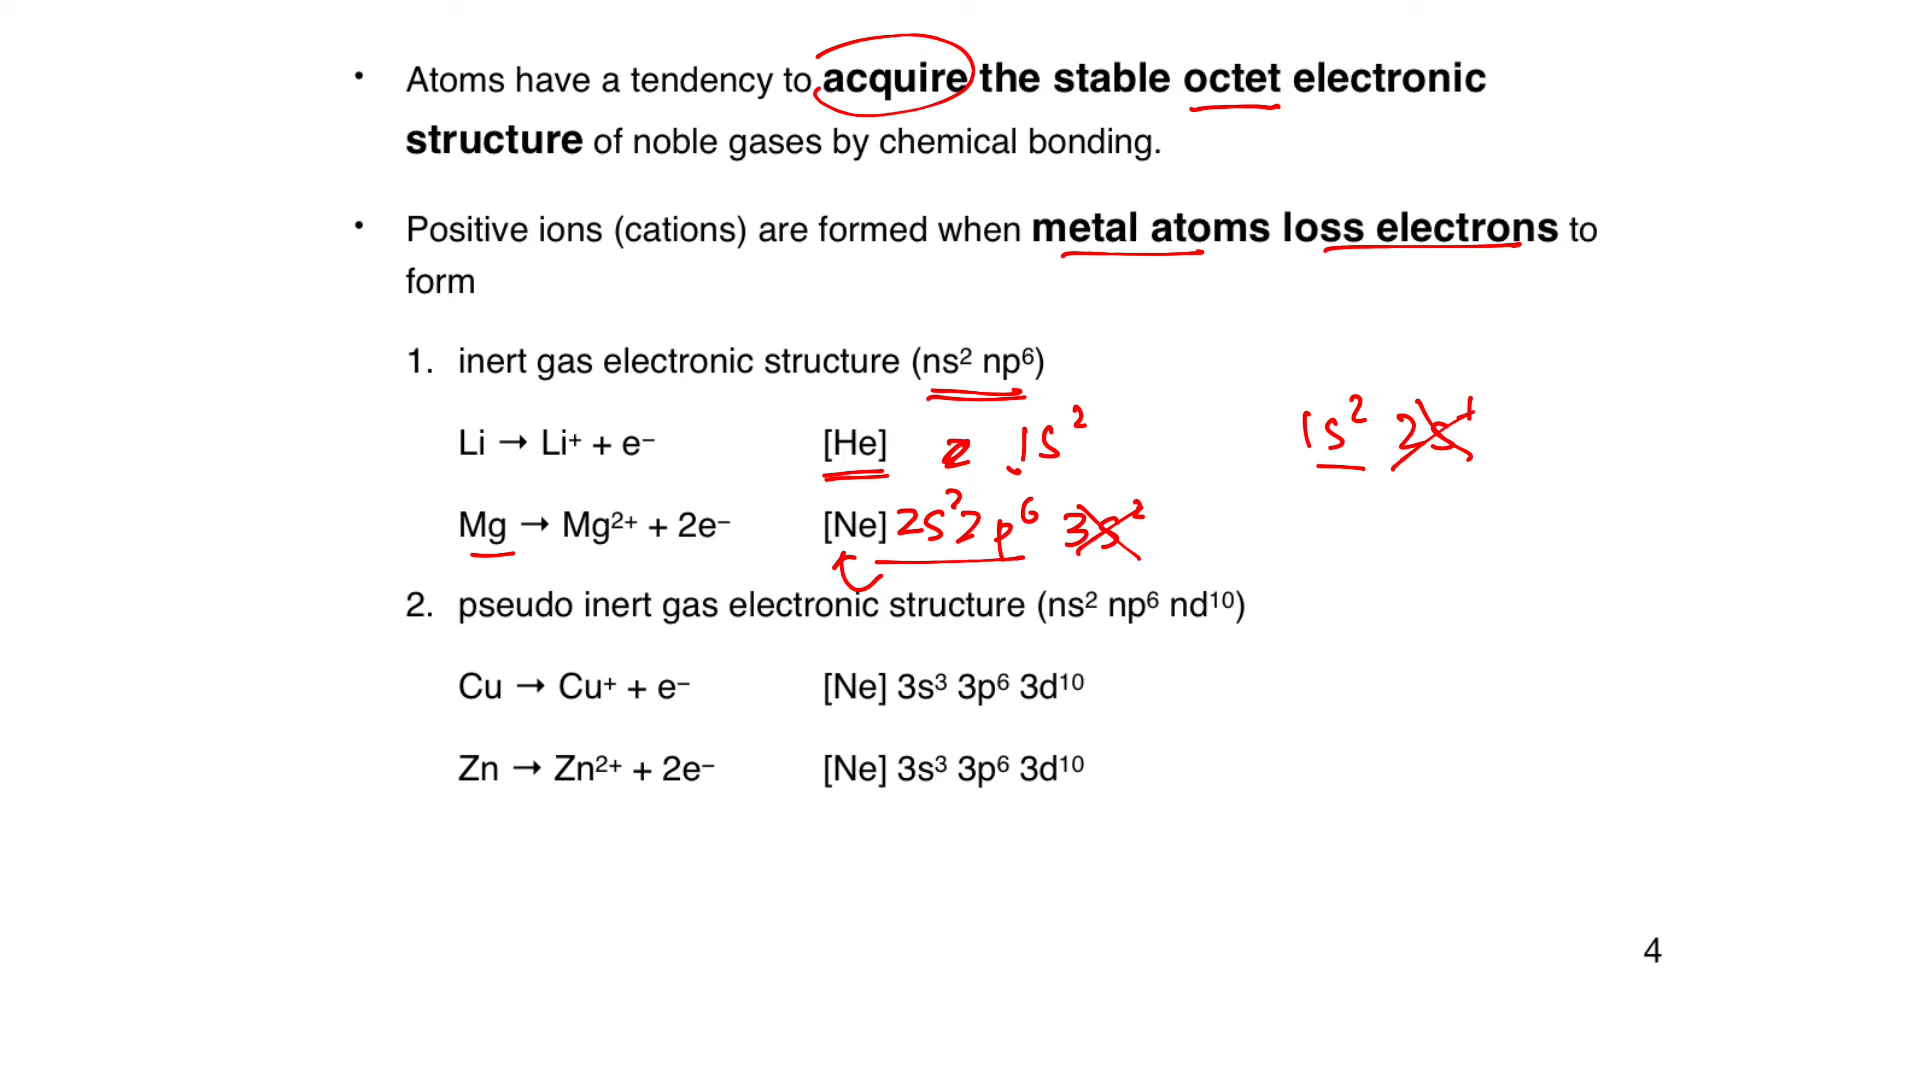 • Atoms have a tendency to acquire the stable octet electronic
structure of noble gases by chemical bonding.
• Positive ions (cations) are formed when metal atoms loss electrons to
form
1. inert gas electronic structure (ns² np⁶)
Li → Li⁺ + e⁻ [He] 2 1s² 1s² 2s¹
Mg → Mg²⁺ + 2e⁻ [Ne] 2s² 2p⁶ 3s²
2. pseudo inert gas electronic structure (ns² np⁶ nd¹⁰)
Cu → Cu⁺ + e⁻ [Ne] 3s³ 3p⁶ 3d¹⁰
Zn → Zn²⁺ + 2e⁻ [Ne] 3s³ 3p⁶ 3d¹⁰
4